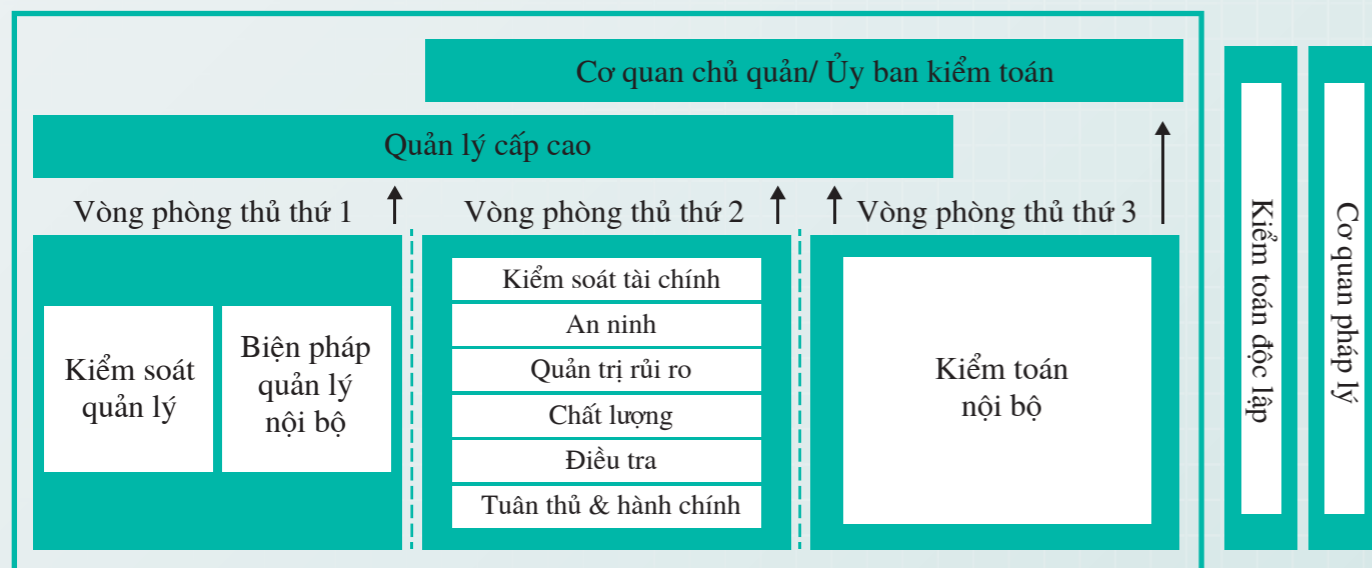 Cơ quan chủ quản/ Ủy ban kiểm toán
Quản lý cấp cao
Vòng phòng thủ thứ 1
Vòng phòng thủ thứ 2
Vòng phòng thủ thứ 3
Kiểm soát
quản lý
Biện pháp
quản lý
nội bộ
Kiểm soát tài chính
An ninh
Quản trị rủi ro
Chất lượng
Điều tra
Tuân thủ & hành chính
Kiểm toán
nội bộ
Kiểm toán độc lập
Cơ quan pháp lý